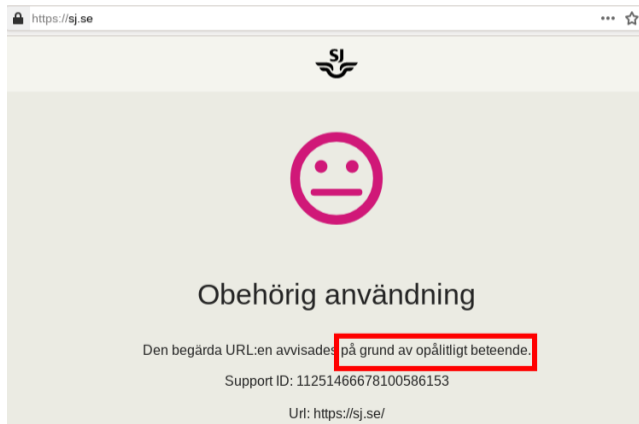 https://sj.se
SJ
Obehörig användning
Den begärda URL:en avvisades på grund av opålitligt beteende.
Support ID: 11251466678100586153
Url: https://sj.se/